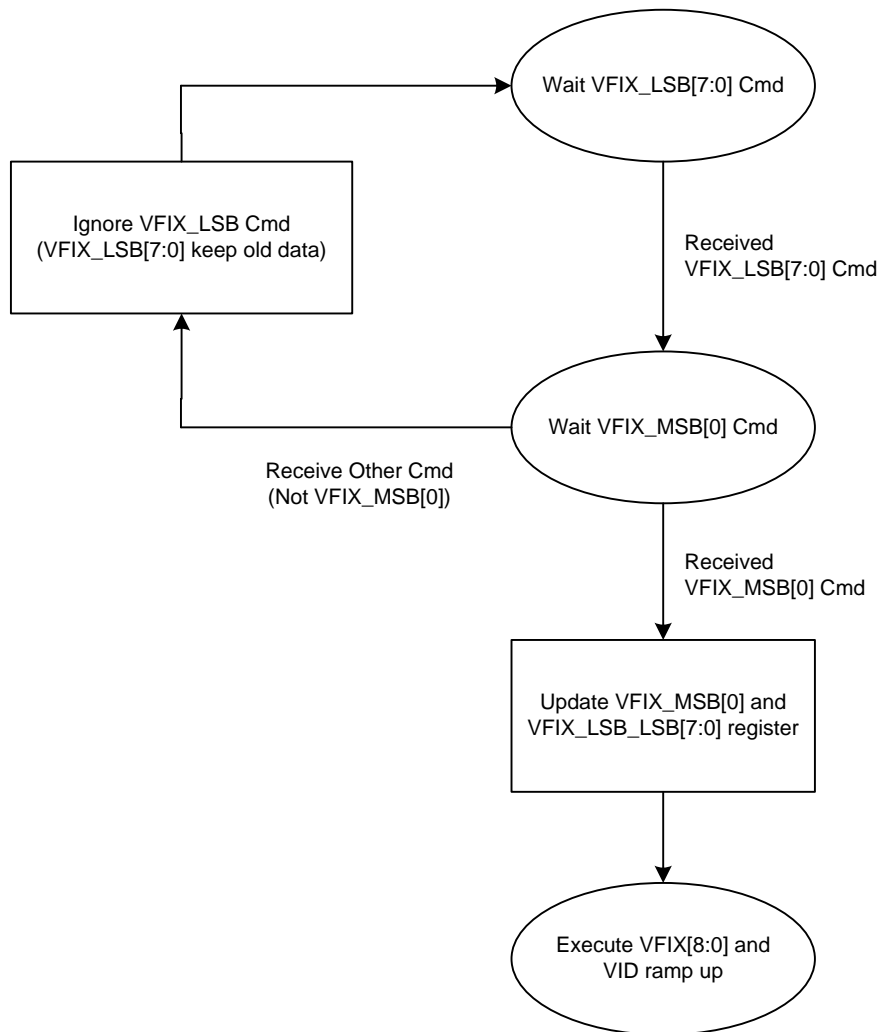 Wait VFIX_LSB[7:0] Cmd
Ignore VFIX_LSB Cmd
(VFIX_LSB[7:0] keep old data)
Received
VFIX_LSB[7:0] Cmd
Wait VFIX_MSB[0] Cmd
Receive Other Cmd
(Not VFIX_MSB[0])
Received
VFIX_MSB[0] Cmd
Update VFIX_MSB[0] and
VFIX_LSB_LSB[7:0] register
Execute VFIX[8:0] and
VID ramp up